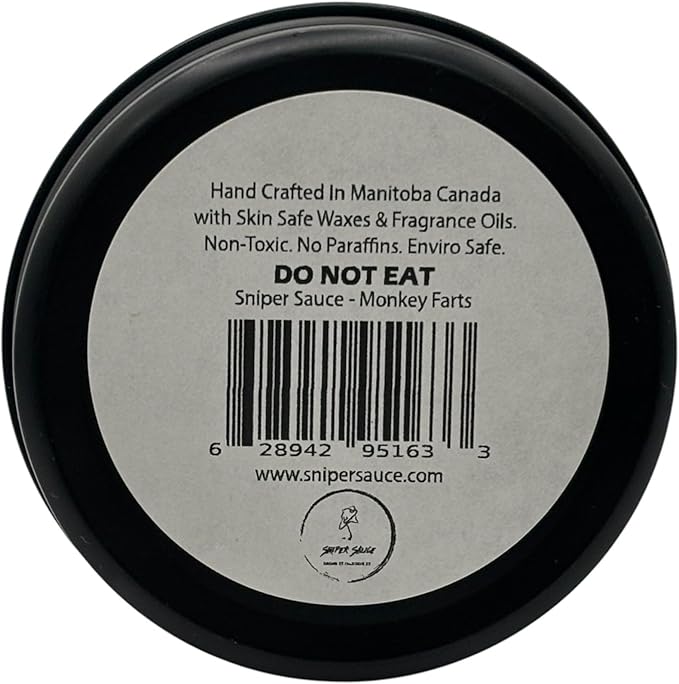 Hand Crafted In Manitoba Canada
with Skin Safe Waxes & Fragrance Oils.
Non-Toxic. No Paraffins. Enviro Safe.
DO NOT EAT
Sniper Sauce - Monkey Farts
6 28942 95163 3
www.snipersauce.com
SNIPER SAUCE